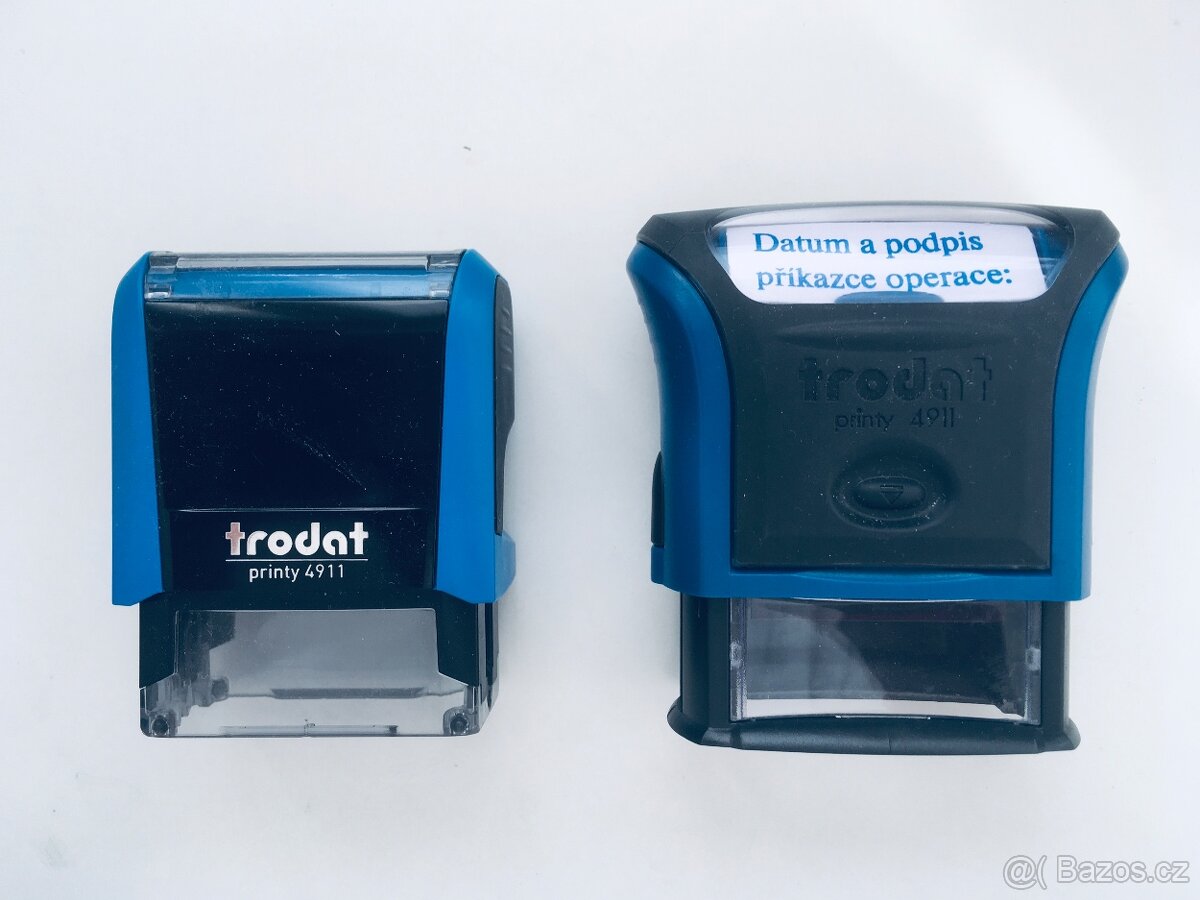 trodat
printy 4911
Datum a podpis
příkazce operace:
trodat
printy 4911
@( Bazos.cz